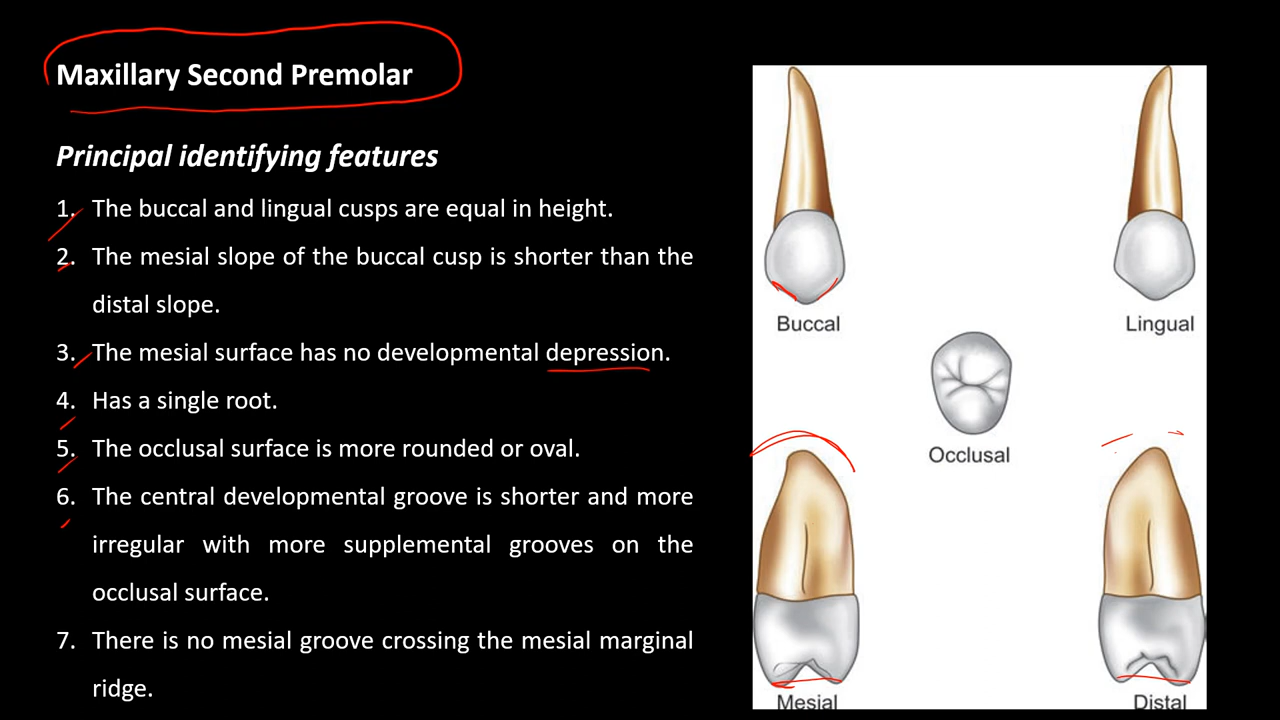 Maxillary Second Premolar
Principal identifying features
1. The buccal and lingual cusps are equal in height.
2. The mesial slope of the buccal cusp is shorter than the
distal slope.
3. The mesial surface has no developmental depression.
4. Has a single root.
5. The occlusal surface is more rounded or oval.
6. The central developmental groove is shorter and more
irregular with more supplemental grooves on the
occlusal surface.
7. There is no mesial groove crossing the mesial marginal
ridge.
Buccal
Lingual
Occlusal
Mesial
Distal